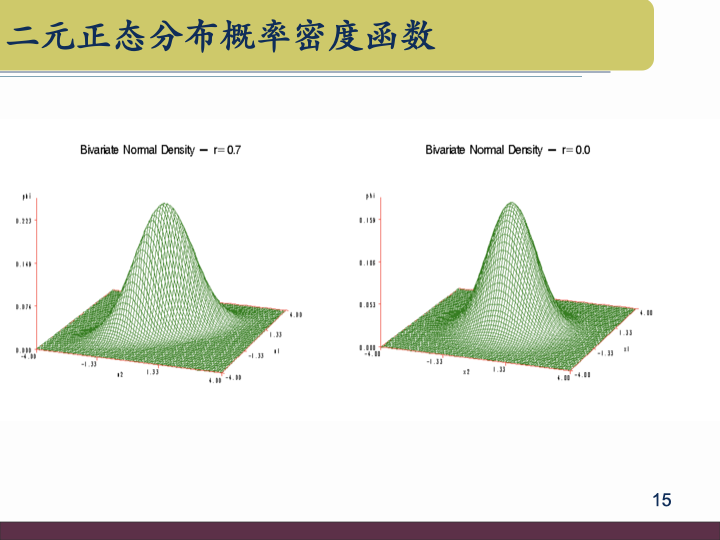 二元正态分布概率密度函数
Bivariate Normal Density − r= 0.7
Bivariate Normal Density − r= 0.0
phi
0.223
0.149
0.074
0.000
-4.00
-1.33
x2
1.33
4.00
-4.00
-1.33
x1
1.33
4.00
phi
0.159
0.106
0.053
0.000
-4.00
-1.33
x2
1.33
4.00
-4.00
-1.33
x1
1.33
4.00
15